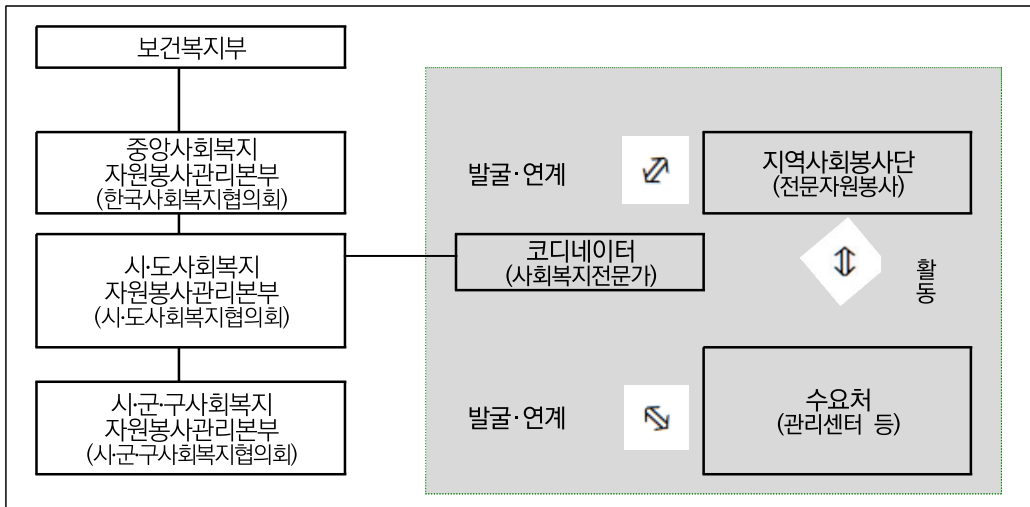 보건복지부
중앙사회복지
자원봉사관리본부
(한국사회복지협의회)
시·도사회복지
자원봉사관리본부
(시·도사회복지협의회)
시·군·구사회복지
자원봉사관리본부
(시·군·구사회복지협의회)
발굴·연계
지역사회봉사단
(전문자원봉사)
코디네이터
(사회복지전문가)
활
동
발굴·연계
수요처
(관리센터 등)